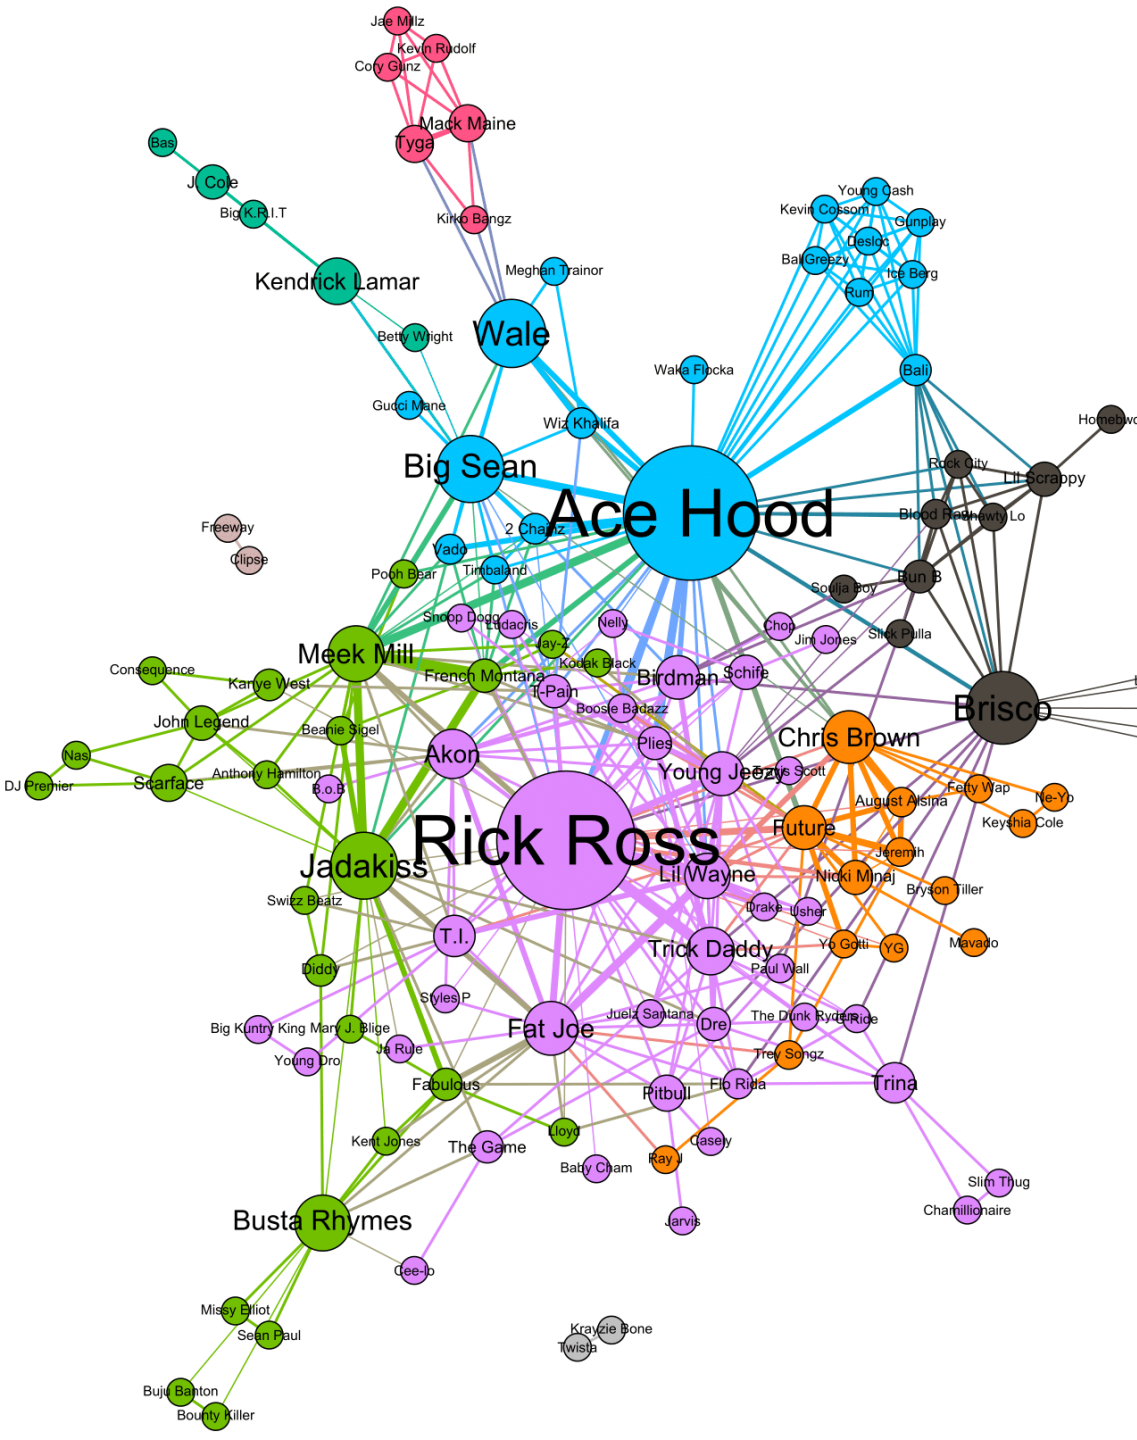 Jae Millz
Kevin Rudolf
Cory Gunz
Mack Maine
Tyga
Bas
J. Cole
Big K.R.I.T
Kirko Bangz
Young Cash
Kevin Cossom
Gunplay
Desloc
Ball Greezy
Ice Berg
Rum
Kendrick Lamar
Meghan Trainor
Wale
Betty Wright
Waka Flocka
Bali
Gucci Mane
Wiz Khalifa
Homebwo
Big Sean
Rock City
Lil Scrappy
Ace Hood
Blood Raw
Shawty Lo
Freeway
2 Chainz
Clipse
Vado
Timbaland
Pooh Bear
Bun B
Soulja Boy
Snoop Dogg
Ludacris
Nelly
Chop
Jim Jones
Slick Pulla
Jay-Z
Meek Mill
Kodak Black
Consequence
Kanye West
French Montana
T-Pain
Birdman
Schife
Boosie Badazz
Brisco
John Legend
Beanie Sigel
Chris Brown
Plies
Nas
Akon
DJ Premier
Scarface
Anthony Hamilton
Young Jeezy
Travis Scott
B.o.B
Fetty Wap
Ne-Yo
August Alsina
Keyshia Cole
Future
Rick Ross
Jadakiss
Jeremih
Lil Wayne
Nicki Minaj
Bryson Tiller
Swizz Beatz
Drake
Usher
T.I.
Trick Daddy
Yo Gotti
YG
Mavado
Diddy
Paul Wall
Styles P
Big Kuntry King
Mary J. Blige
Fat Joe
Juelz Santana
Dre
The Dunk Ryders
Ja Rule
Young Dro
Trey Songz
Fabulous
Pitbull
Flo Rida
Trina
Kent Jones
The Game
Lloyd
Casely
Ray J
Baby Cham
Slim Thug
Chamillionaire
Busta Rhymes
Jarvis
Cee-lo
Missy Elliot
Sean Paul
Krayzie Bone
Twista
Buju Banton
Bounty Killer